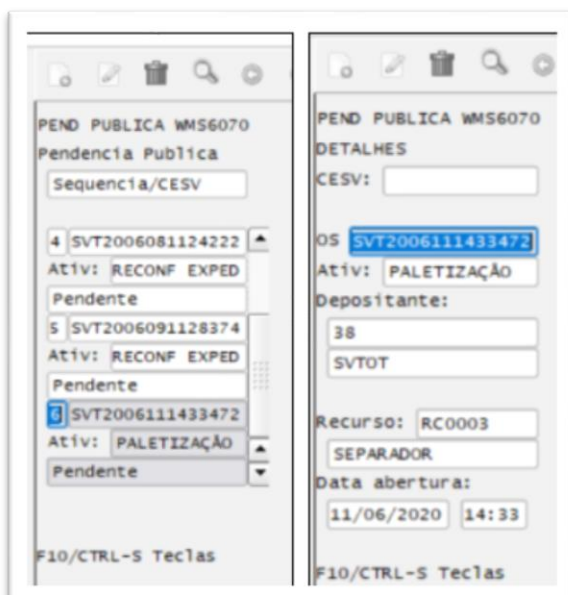 PEND PUBLICA WMS6070
Pendencia Publica
Sequencia/CESV
4 SVT2006081124222
Ativ: RECONF EXPED
Pendente
5 SVT2006091128374
Ativ: RECONF EXPED
Pendente
6 SVT2006111433472
Ativ: PALETIZAÇÃO
Pendente
F10/CTRL-S Teclas
PEND PUBLICA WMS6070
DETALHES
CESV:
OS SVT2006111433472
Ativ: PALETIZAÇÃO
Depositante:
38
SVTOT
Recurso: RC0003
SEPARADOR
Data abertura:
11/06/2020 14:33
F10/CTRL-S Teclas